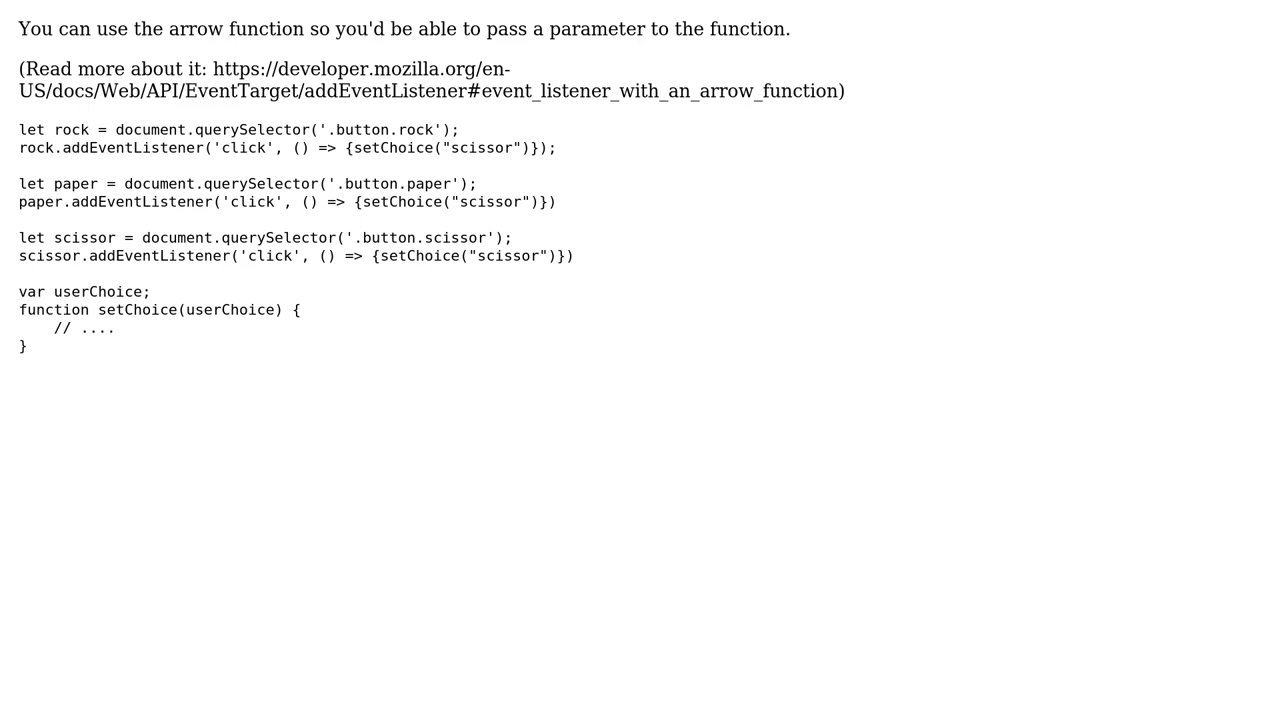 You can use the arrow function so you'd be able to pass a parameter to the function.
(Read more about it: https://developer.mozilla.org/en-
US/docs/Web/API/EventTarget/addEventListener#event_listener_with_an_arrow_function)
let rock = document.querySelector('.button.rock');
rock.addEventListener('click', () => {setChoice("scissor")});
let paper = document.querySelector('.button.paper');
paper.addEventListener('click', () => {setChoice("scissor")})
let scissor = document.querySelector('.button.scissor');
scissor.addEventListener('click', () => {setChoice("scissor")})
var userChoice;
function setChoice(userChoice) {
    // ....
}